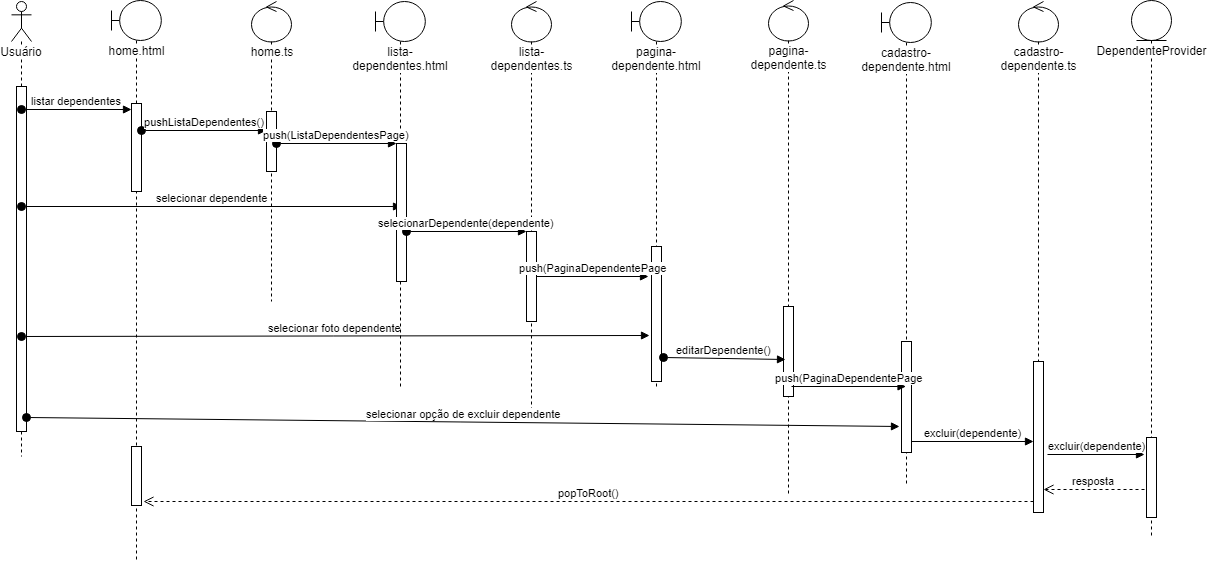 Usuário
home.html
home.ts
lista-
dependentes.html
lista-
dependentes.ts
pagina-
dependente.html
pagina-
dependente.ts
cadastro-
dependente.html
cadastro-
dependente.ts
DependenteProvider
listar dependentes
pushListaDependentes()
push(ListaDependentesPage)
selecionar dependente
selecionarDependente(dependente)
push(PaginaDependentePage
selecionar foto dependente
editarDependente()
push(PaginaDependentePage
selecionar opção de excluir dependente
excluir(dependente)
excluir(dependente)
resposta
popToRoot()